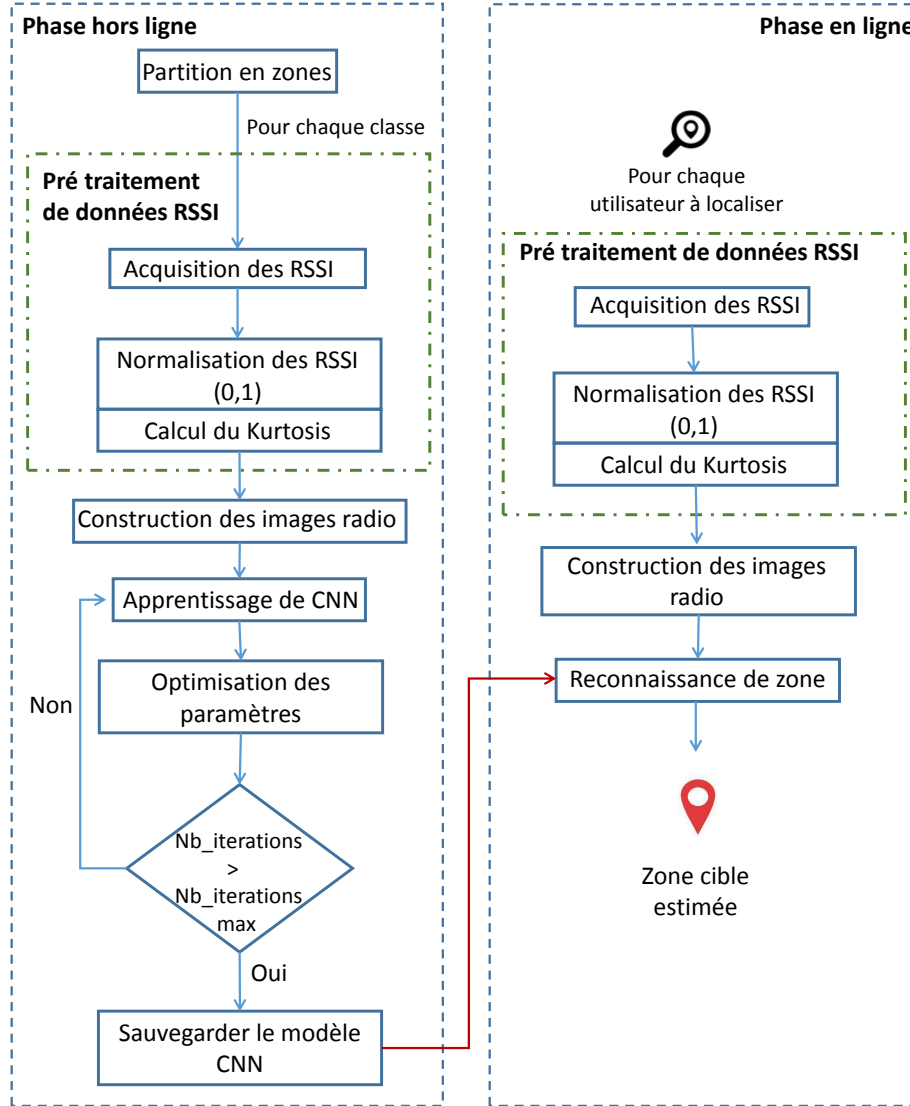 Phase hors ligne
Partition en zones
Pour chaque classe
Pré traitement
de données RSSI
Acquisition des RSSI
Normalisation des RSSI
(0,1)
Calcul du Kurtosis
Construction des images radio
Apprentissage de CNN
Optimisation des
paramètres
Non
Nb_iterations
>
Nb_iterations
max
Oui
Sauvegarder le modèle
CNN
Phase en ligne
Pour chaque
utilisateur à localiser
Pré traitement de données RSSI
Acquisition des RSSI
Normalisation des RSSI
(0,1)
Calcul du Kurtosis
Construction des images
radio
Reconnaissance de zone
Zone cible
estimée